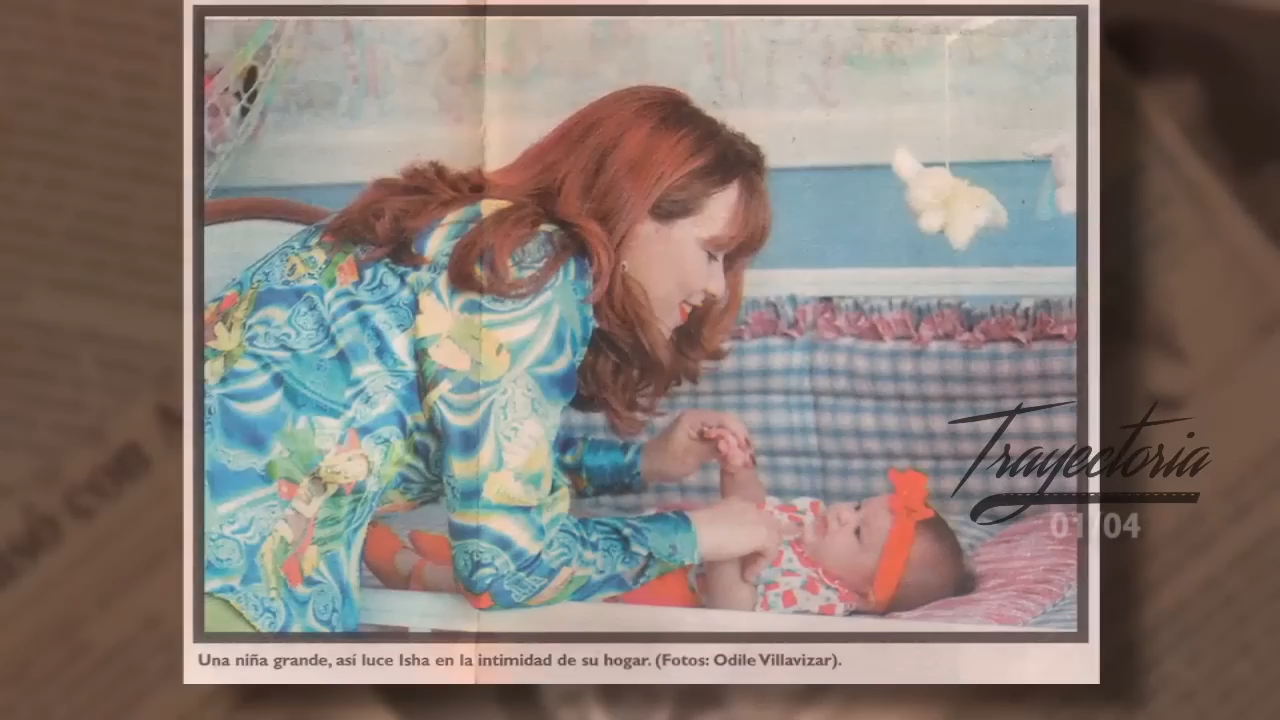 Trayectoria
01/04
Una niña grande, así luce Isha en la intimidad de su hogar. (Fotos: Odile Villavizar).